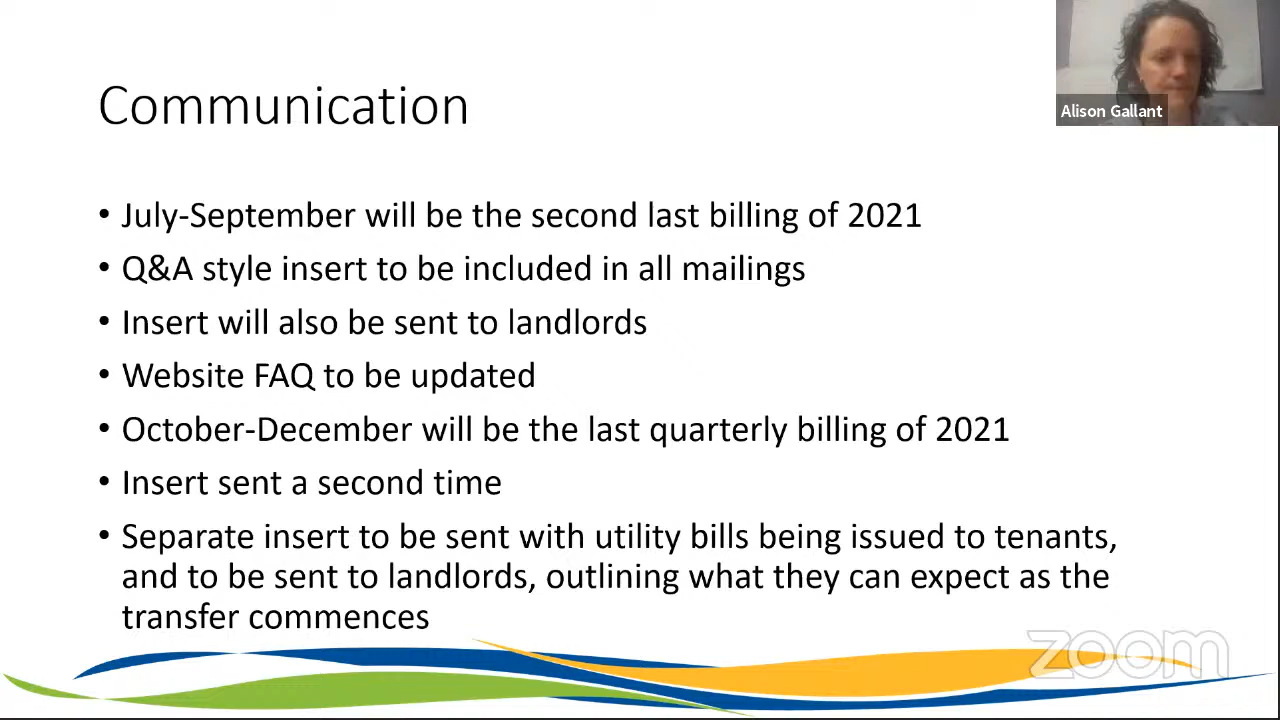 Communication
Alison Gallant
• July-September will be the second last billing of 2021
• Q&A style insert to be included in all mailings
• Insert will also be sent to landlords
• Website FAQ to be updated
• October-December will be the last quarterly billing of 2021
• Insert sent a second time
• Separate insert to be sent with utility bills being issued to tenants,
and to be sent to landlords, outlining what they can expect as the
transfer commences
zoom